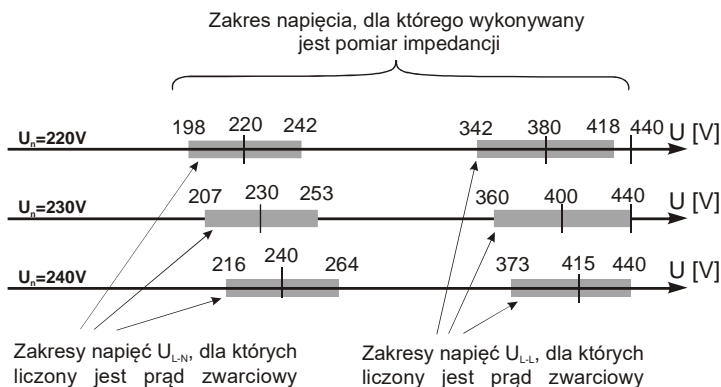 Zakres napięcia, dla którego wykonywany
jest pomiar impedancji
Un=220V 198 220 242 342 380 418 440 U [V]
Un=230V 207 230 253 360 400 440 U [V]
Un=240V 216 240 264 373 415 440 U [V]
Zakresy napięć UL-N, dla których
liczony jest prąd zwarciowy
Zakresy napięć UL-L, dla których
liczony jest prąd zwarciowy